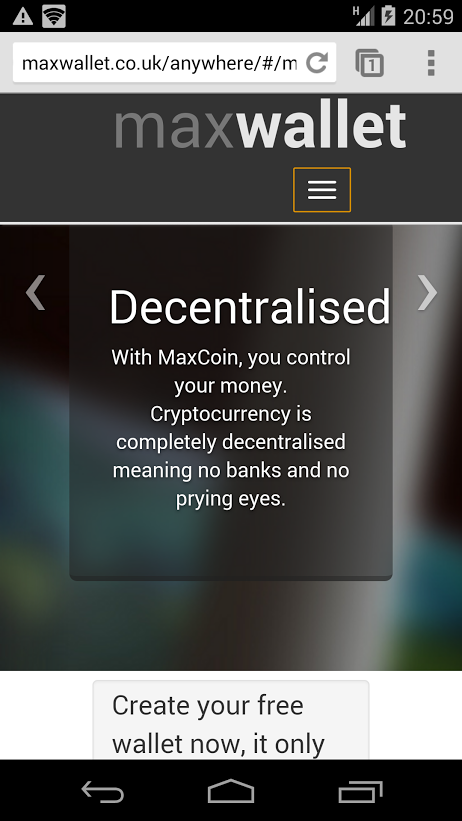 H 20:59
maxwallet.co.uk/anywhere/#/m
1
maxwallet
Decentralised
With MaxCoin, you control
your money.
Cryptocurrency is
completely decentralised
meaning no banks and no
prying eyes.
Create your free
wallet now, it only